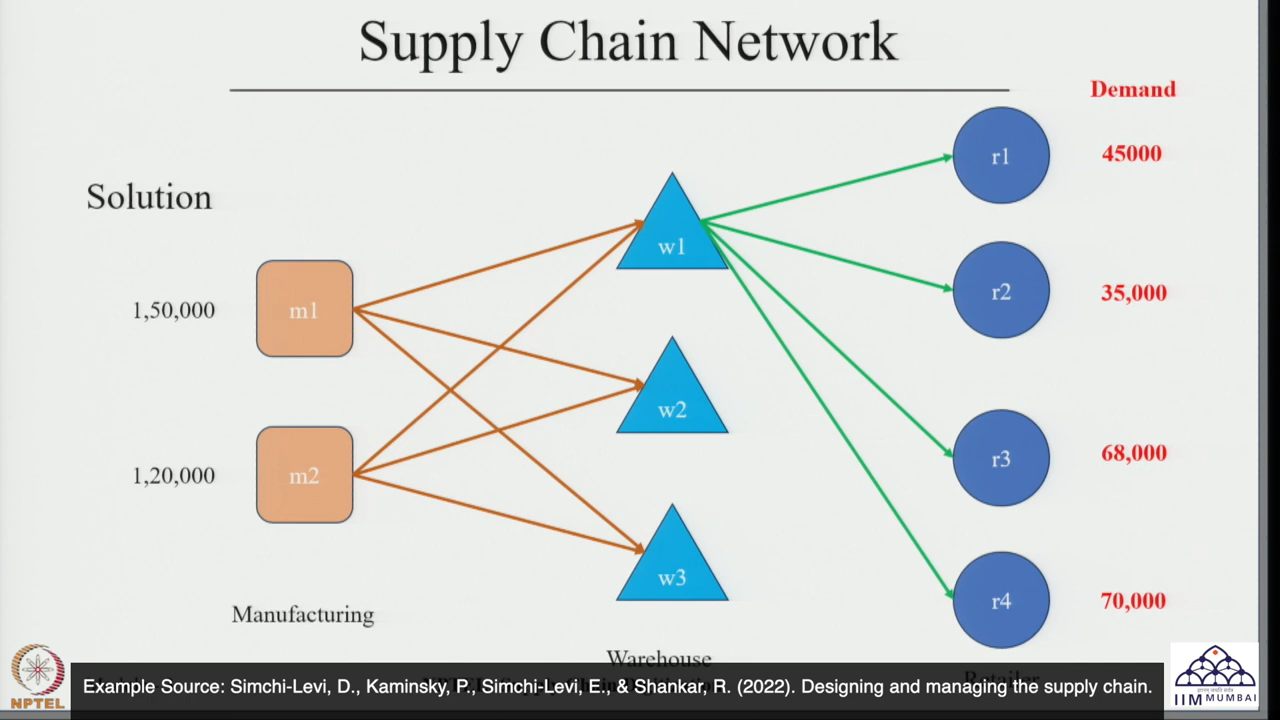 Supply Chain Network
Demand
Solution
r1
45000
w1
r2
35,000
1,50,000
m1
w2
r3
68,000
1,20,000
m2
w3
r4
70,000
Manufacturing
Warehouse
Example Source: Simchi-Levi, D., Kaminsky, P., Simchi-Levi, E., & Shankar, R. (2022). Designing and managing the supply chain.
NPTEL
IIM MUMBAI